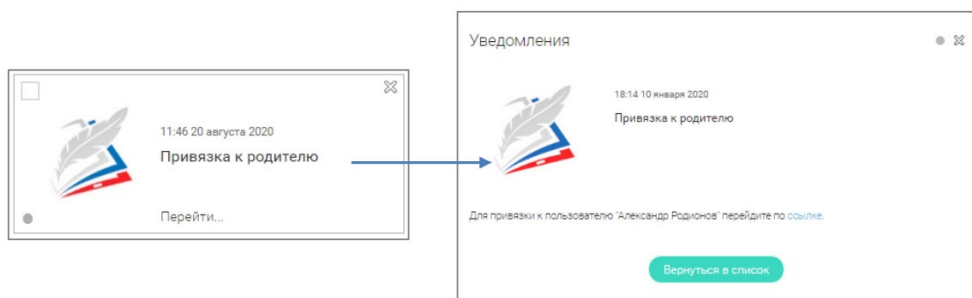 11:46 20 августа 2020
Привязка к родителю
Перейти...
Уведомления
18:14 10 января 2020
Привязка к родителю
Для привязки к пользователю "Александр Родионов" перейдите по ссылке.
Вернуться в список